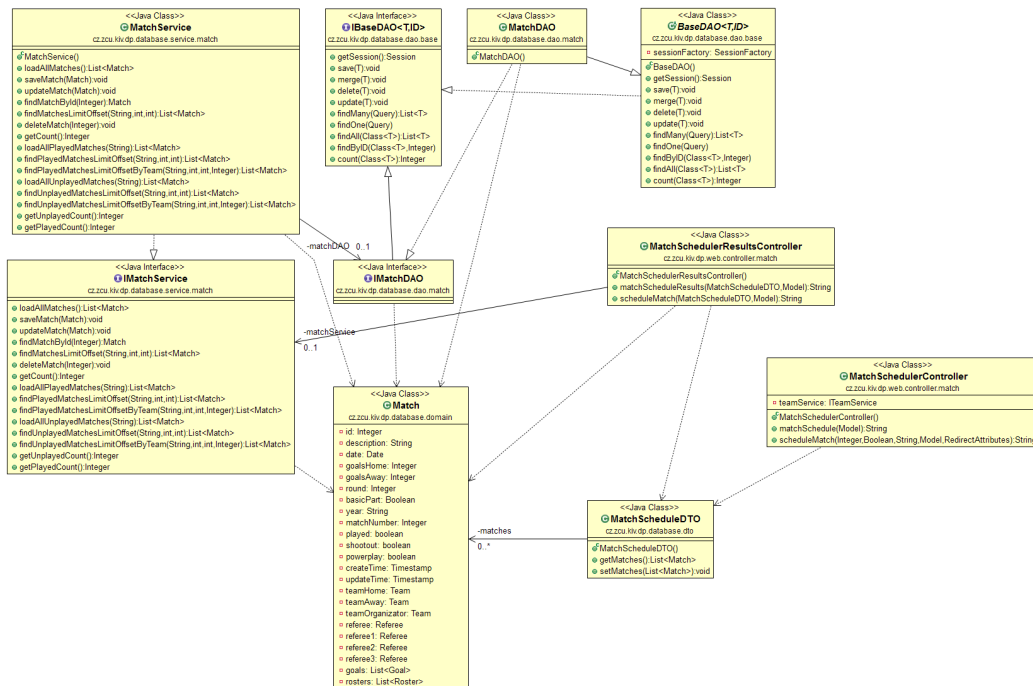 <<Java Class>>
MatchService
cz.zcu.kiv.dp.database.service.match
MatchService()
loadAllMatches():List<Match>
saveMatch(Match):void
updateMatch(Match):void
findMatchById(Integer):Match
findMatchesLimitOffset(String,int,int):List<Match>
deleteMatch(Integer):void
getCount():Integer
loadAllPlayedMatches(String):List<Match>
findPlayedMatchesLimitOffset(String,int,int):List<Match>
findPlayedMatchesLimitOffsetByTeam(String,int,int,Integer):List<Match>
loadAllUnplayedMatches(String):List<Match>
findUnplayedMatchesLimitOffset(String,int,int):List<Match>
findUnplayedMatchesLimitOffsetByTeam(String,int,int,Integer):List<Match>
getUnplayedCount():Integer
getPlayedCount():Integer
<<Java Interface>>
IBaseDAO<T,ID>
cz.zcu.kiv.dp.database.dao.base
getSession():Session
save(T):void
merge(T):void
delete(T):void
update(T):void
findMany(Query):List<T>
findOne(Query)
findAll(Class<T>):List<T>
findByID(Class<T>,Integer)
count(Class<T>):Integer
<<Java Class>>
MatchDAO
cz.zcu.kiv.dp.database.dao.match
MatchDAO()
<<Java Class>>
BaseDAO<T,ID>
cz.zcu.kiv.dp.database.dao.base
sessionFactory: SessionFactory
BaseDAO()
getSession():Session
save(T):void
merge(T):void
delete(T):void
update(T):void
findMany(Query):List<T>
findOne(Query)
findByID(Class<T>,Integer)
findAll(Class<T>):List<T>
count(Class<T>):Integer
-matchDAO
0..1
<<Java Interface>>
IMatchService
cz.zcu.kiv.dp.database.service.match
loadAllMatches():List<Match>
saveMatch(Match):void
updateMatch(Match):void
findMatchById(Integer):Match
findMatchesLimitOffset(String,int,int):List<Match>
deleteMatch(Integer):void
getCount():Integer
loadAllPlayedMatches(String):List<Match>
findPlayedMatchesLimitOffset(String,int,int):List<Match>
findPlayedMatchesLimitOffsetByTeam(String,int,int,Integer):List<Match>
loadAllUnplayedMatches(String):List<Match>
findUnplayedMatchesLimitOffset(String,int,int):List<Match>
findUnplayedMatchesLimitOffsetByTeam(String,int,int,Integer):List<Match>
getUnplayedCount():Integer
getPlayedCount():Integer
<<Java Interface>>
IMatchDAO
cz.zcu.kiv.dp.database.dao.match
<<Java Class>>
MatchSchedulerResultsController
cz.zcu.kiv.dp.web.controller.match
MatchSchedulerResultsController()
matchScheduleResults(MatchScheduleDTO,Model):String
scheduleMatch(MatchScheduleDTO,Model):String
-matchService
0..1
<<Java Class>>
MatchSchedulerController
cz.zcu.kiv.dp.web.controller.match
teamService: ITeamService
MatchSchedulerController()
matchSchedule(Model):String
scheduleMatch(Integer,Boolean,String,Model,RedirectAttributes):String
<<Java Class>>
Match
cz.zcu.kiv.dp.database.domain
id: Integer
description: String
date: Date
goalsHome: Integer
goalsAway: Integer
round: Integer
basicPart: Boolean
year: String
matchNumber: Integer
played: boolean
shootout: boolean
powerplay: boolean
createTime: Timestamp
updateTime: Timestamp
teamHome: Team
teamAway: Team
teamOrganizator: Team
referee: Referee
referee1: Referee
referee2: Referee
referee3: Referee
goals: List<Goal>
rosters: List<Roster>
-matches
0..*
<<Java Class>>
MatchScheduleDTO
cz.zcu.kiv.dp.database.dto
MatchScheduleDTO()
getMatches():List<Match>
setMatches(List<Match>):void